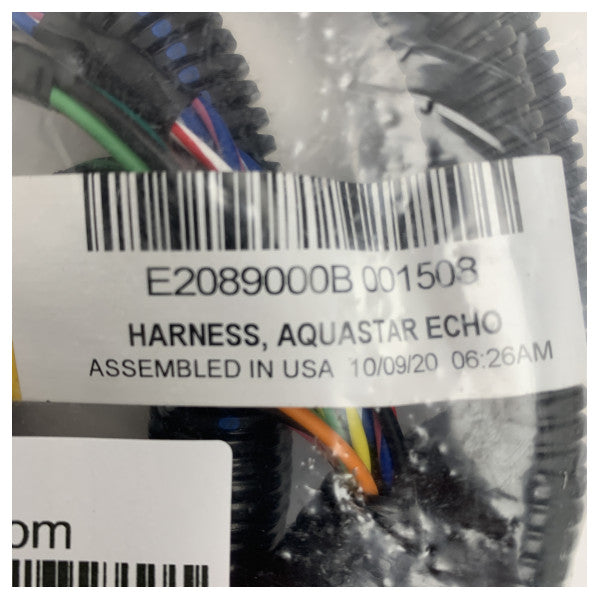 E2089000B 001508
HARNESS, AQUASTAR ECHO
ASSEMBLED IN USA 10/09/20 06:26AM
om